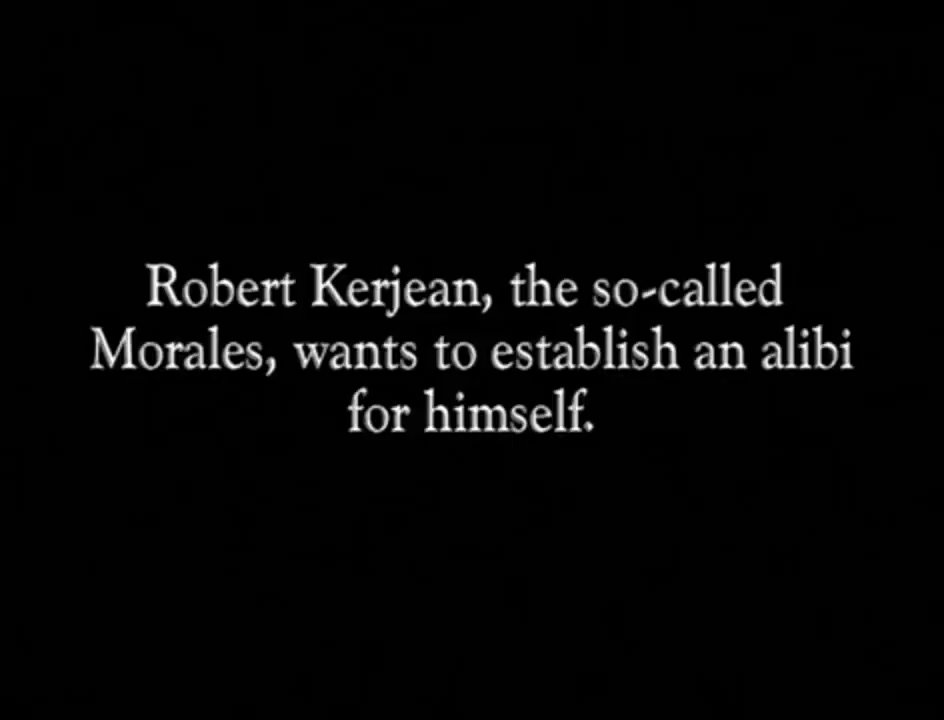 Robert Kerjean, the so-called
Morales, wants to establish an alibi
for himself.